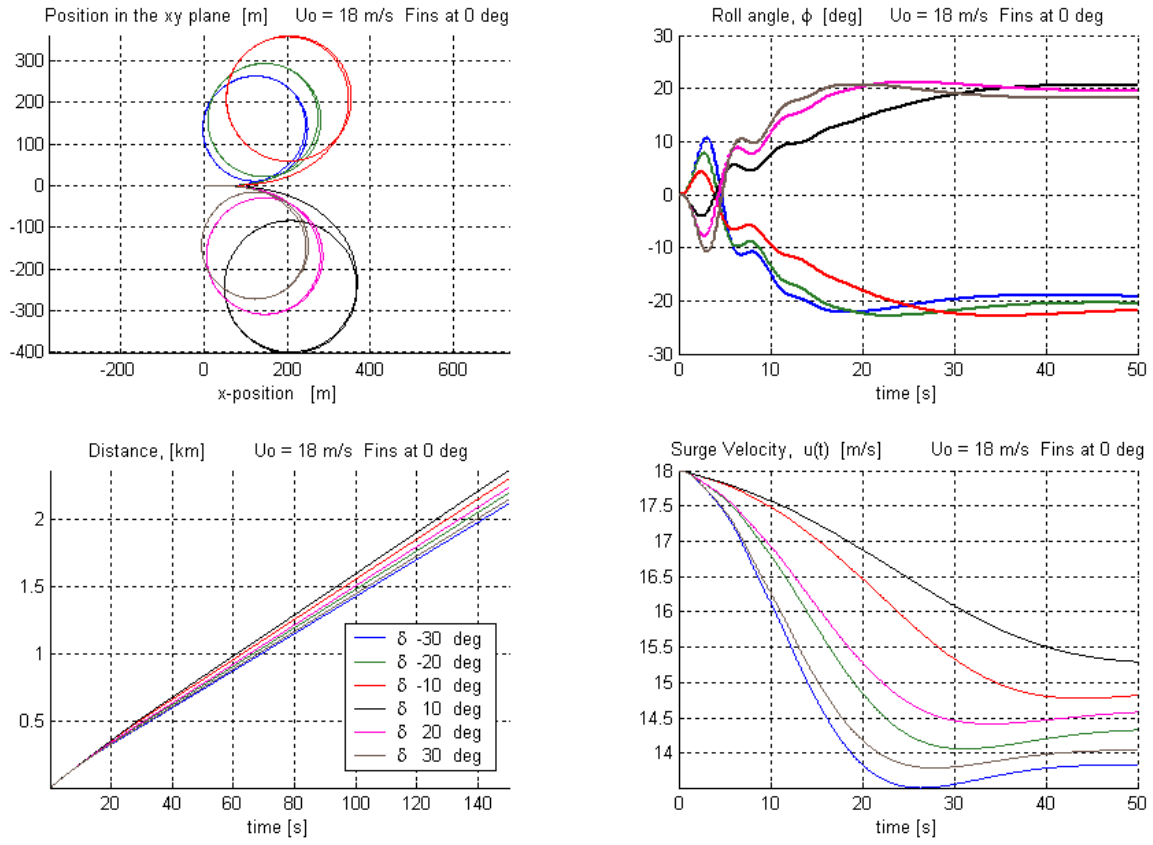 Position in the xy plane [m] Uo = 18 m/s Fins at 0 deg
300
200
100
0
-100
-200
-300
-400
-200 0 200 400 600
x-position [m]
Roll angle, ϕ [deg] Uo = 18 m/s Fins at 0 deg
30
20
10
0
-10
-20
-30
0 10 20 30 40 50
time [s]
Distance, [km] Uo = 18 m/s Fins at 0 deg
2
1.5
1
0.5
20 40 60 80 100 120 140
time [s]
δ -30 deg
δ -20 deg
δ -10 deg
δ 10 deg
δ 20 deg
δ 30 deg
Surge Velocity, u(t) [m/s] Uo = 18 m/s Fins at 0 deg
18
17.5
17
16.5
16
15.5
15
14.5
14
0 10 20 30 40 50
time [s]